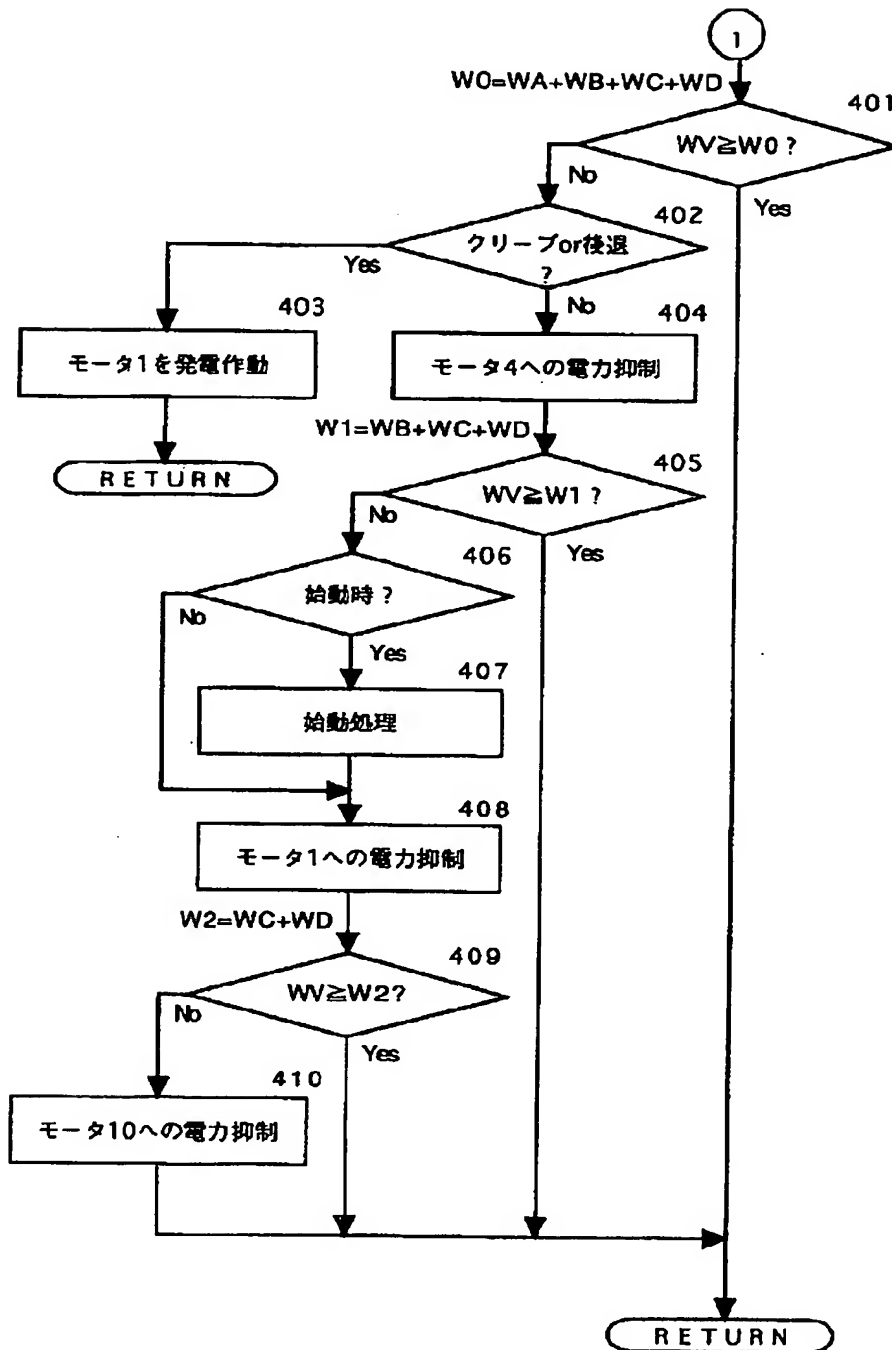 1
W0=WA+WB+WC+WD
401
WV≧W0?
No
Yes
402
クリープor後退
?
Yes
No
403
モータ1を発電作動
404
モータ4への電力抑制
RETURN
W1=WB+WC+WD
405
WV≧W1?
No
Yes
406
始動時?
No
Yes
407
始動処理
408
モータ1への電力抑制
W2=WC+WD
409
WV≧W2?
No
Yes
410
モータ10への電力抑制
RETURN